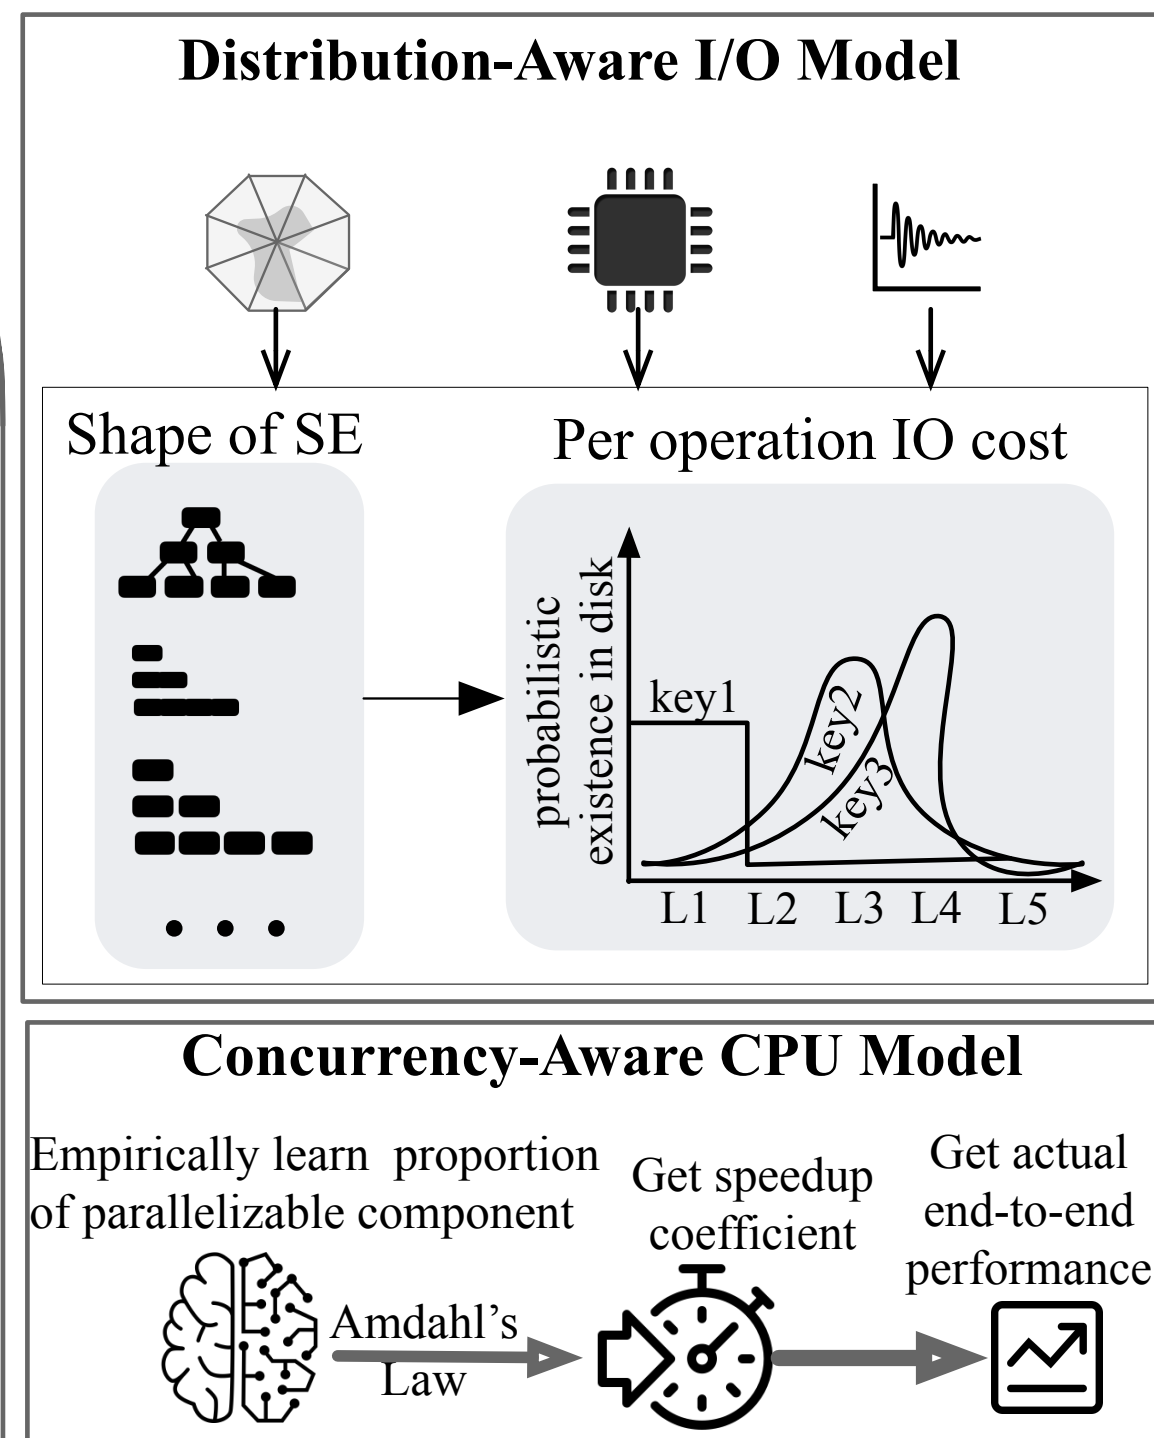 Distribution-Aware I/O Model
Shape of SE
Per operation IO cost
probabilistic
existence in disk
key1
key2
key3
L1 L2 L3 L4 L5
Concurrency-Aware CPU Model
Empirically learn proportion
of parallelizable component
Amdahl's
Law
Get speedup
coefficient
Get actual
end-to-end
performance